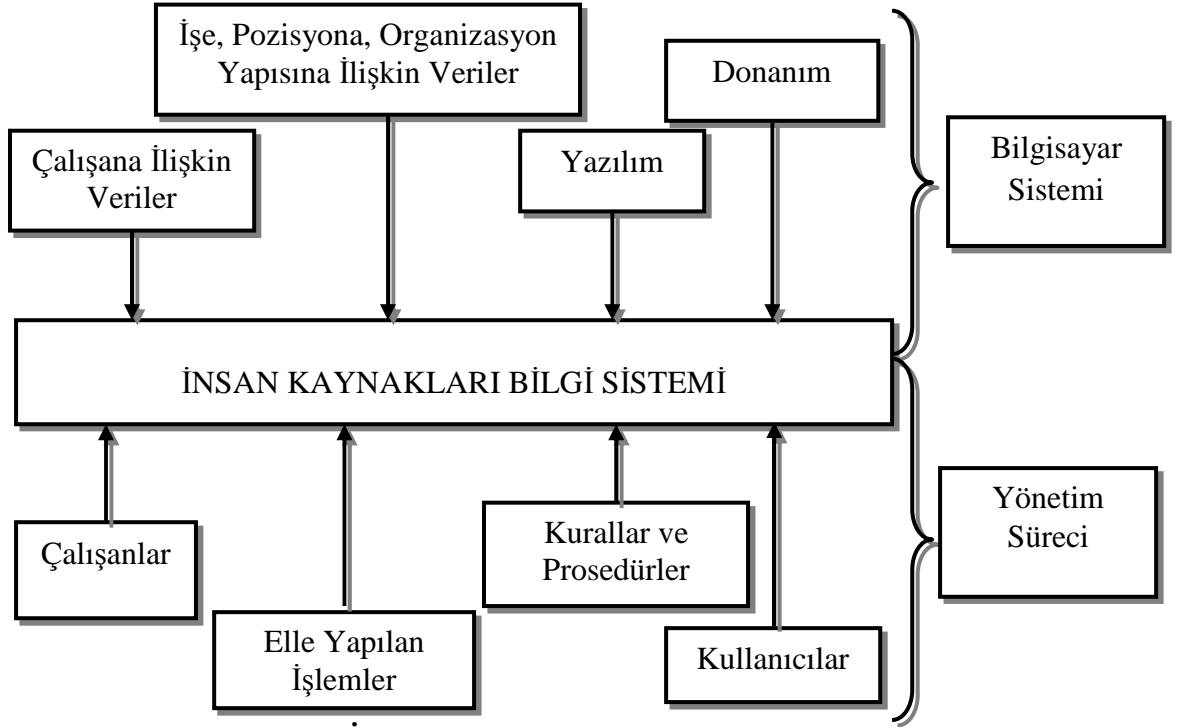 İşe, Pozisyona, Organizasyon
Yapısına İlişkin Veriler
Donanım
Çalışana İlişkin
Veriler
Yazılım
Bilgisayar
Sistemi
İNSAN KAYNAKLARI BİLGİ SİSTEMİ
Çalışanlar
Kurallar ve
Prosedürler
Yönetim
Süreci
Elle Yapılan
İşlemler
Kullanıcılar